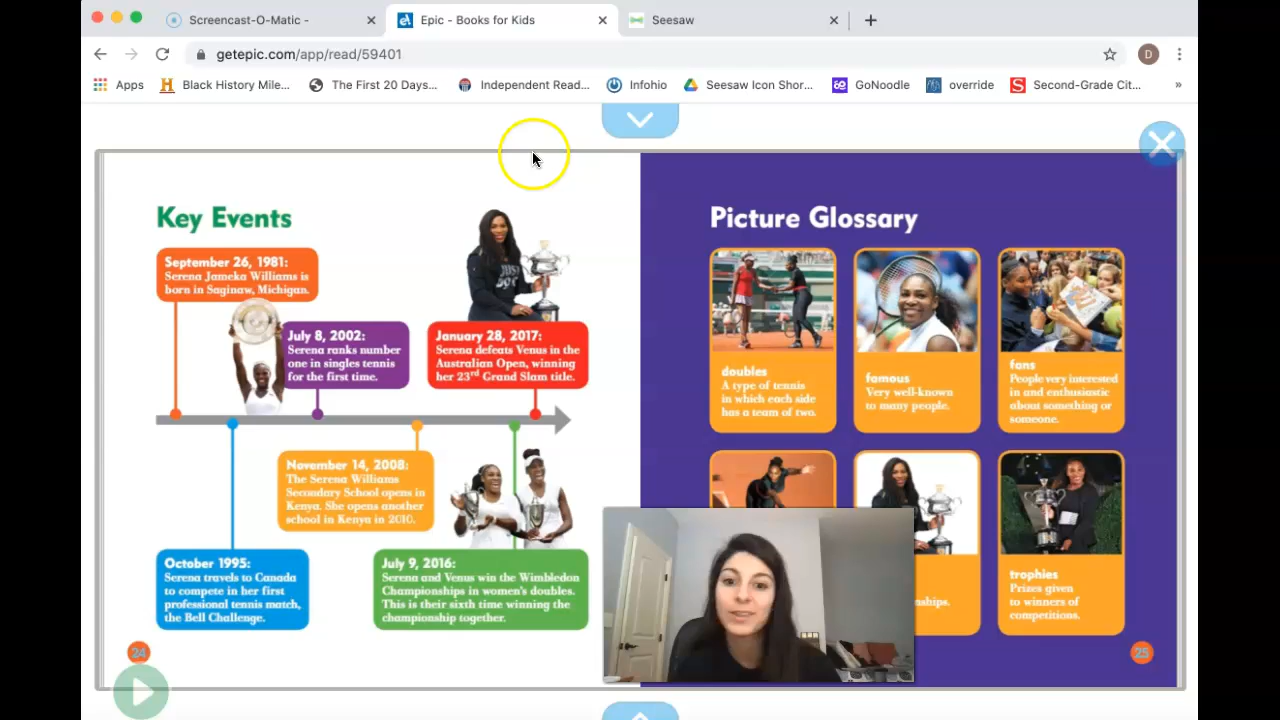 Screencast-O-Matic -
Epic - Books for Kids
Seesaw
getepic.com/app/read/59401
D
Apps
Black History Mile...
The First 20 Days...
Independent Read...
Infohio
Seesaw Icon Shor...
GoNoodle
override
Second-Grade Cit...
»
Key Events
September 26, 1981:
Serena Jameka Williams is
born in Saginaw, Michigan.
July 8, 2002:
Serena ranks number
one in singles tennis
for the first time.
January 28, 2017:
Serena defeats Venus in the
Australian Open, winning
her 23rd Grand Slam title.
November 14, 2008:
The Serena Williams
Secondary School opens in
Kenya. She opens another
school in Kenya in 2010.
October 1995:
Serena travels to Canada
to compete in her first
professional tennis match,
the Bell Challenge.
July 9, 2016:
Serena and Venus win the Wimbledon
Championships in women's doubles.
This is their sixth time winning the
championship together.
24
Picture Glossary
doubles
A type of tennis
in which each side
has a team of two.
famous
Very well-known
to many people.
fans
People very interested
in and enthusiastic
about something or
someone.
trophies
Prizes given
to winners of
competitions.
25